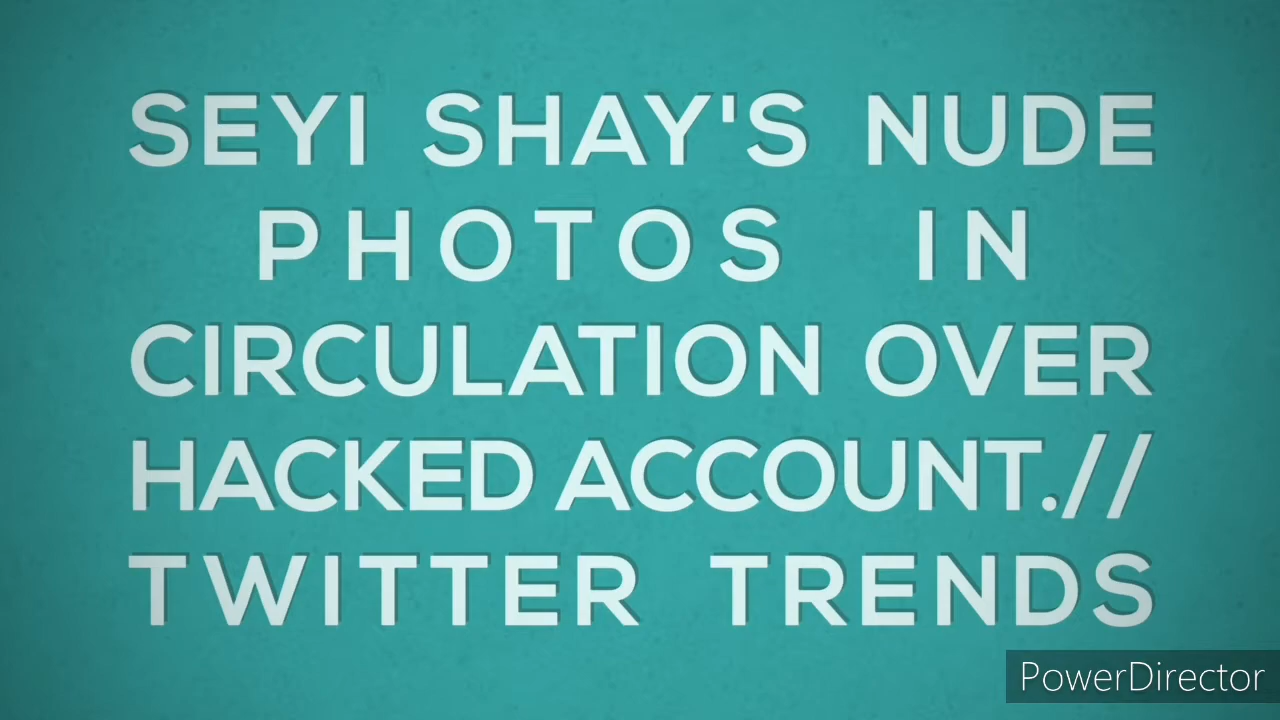 SEYI SHAY'S NUDE
PHOTOS IN
CIRCULATION OVER
HACKED ACCOUNT.//
TWITTER TRENDS
PowerDirector